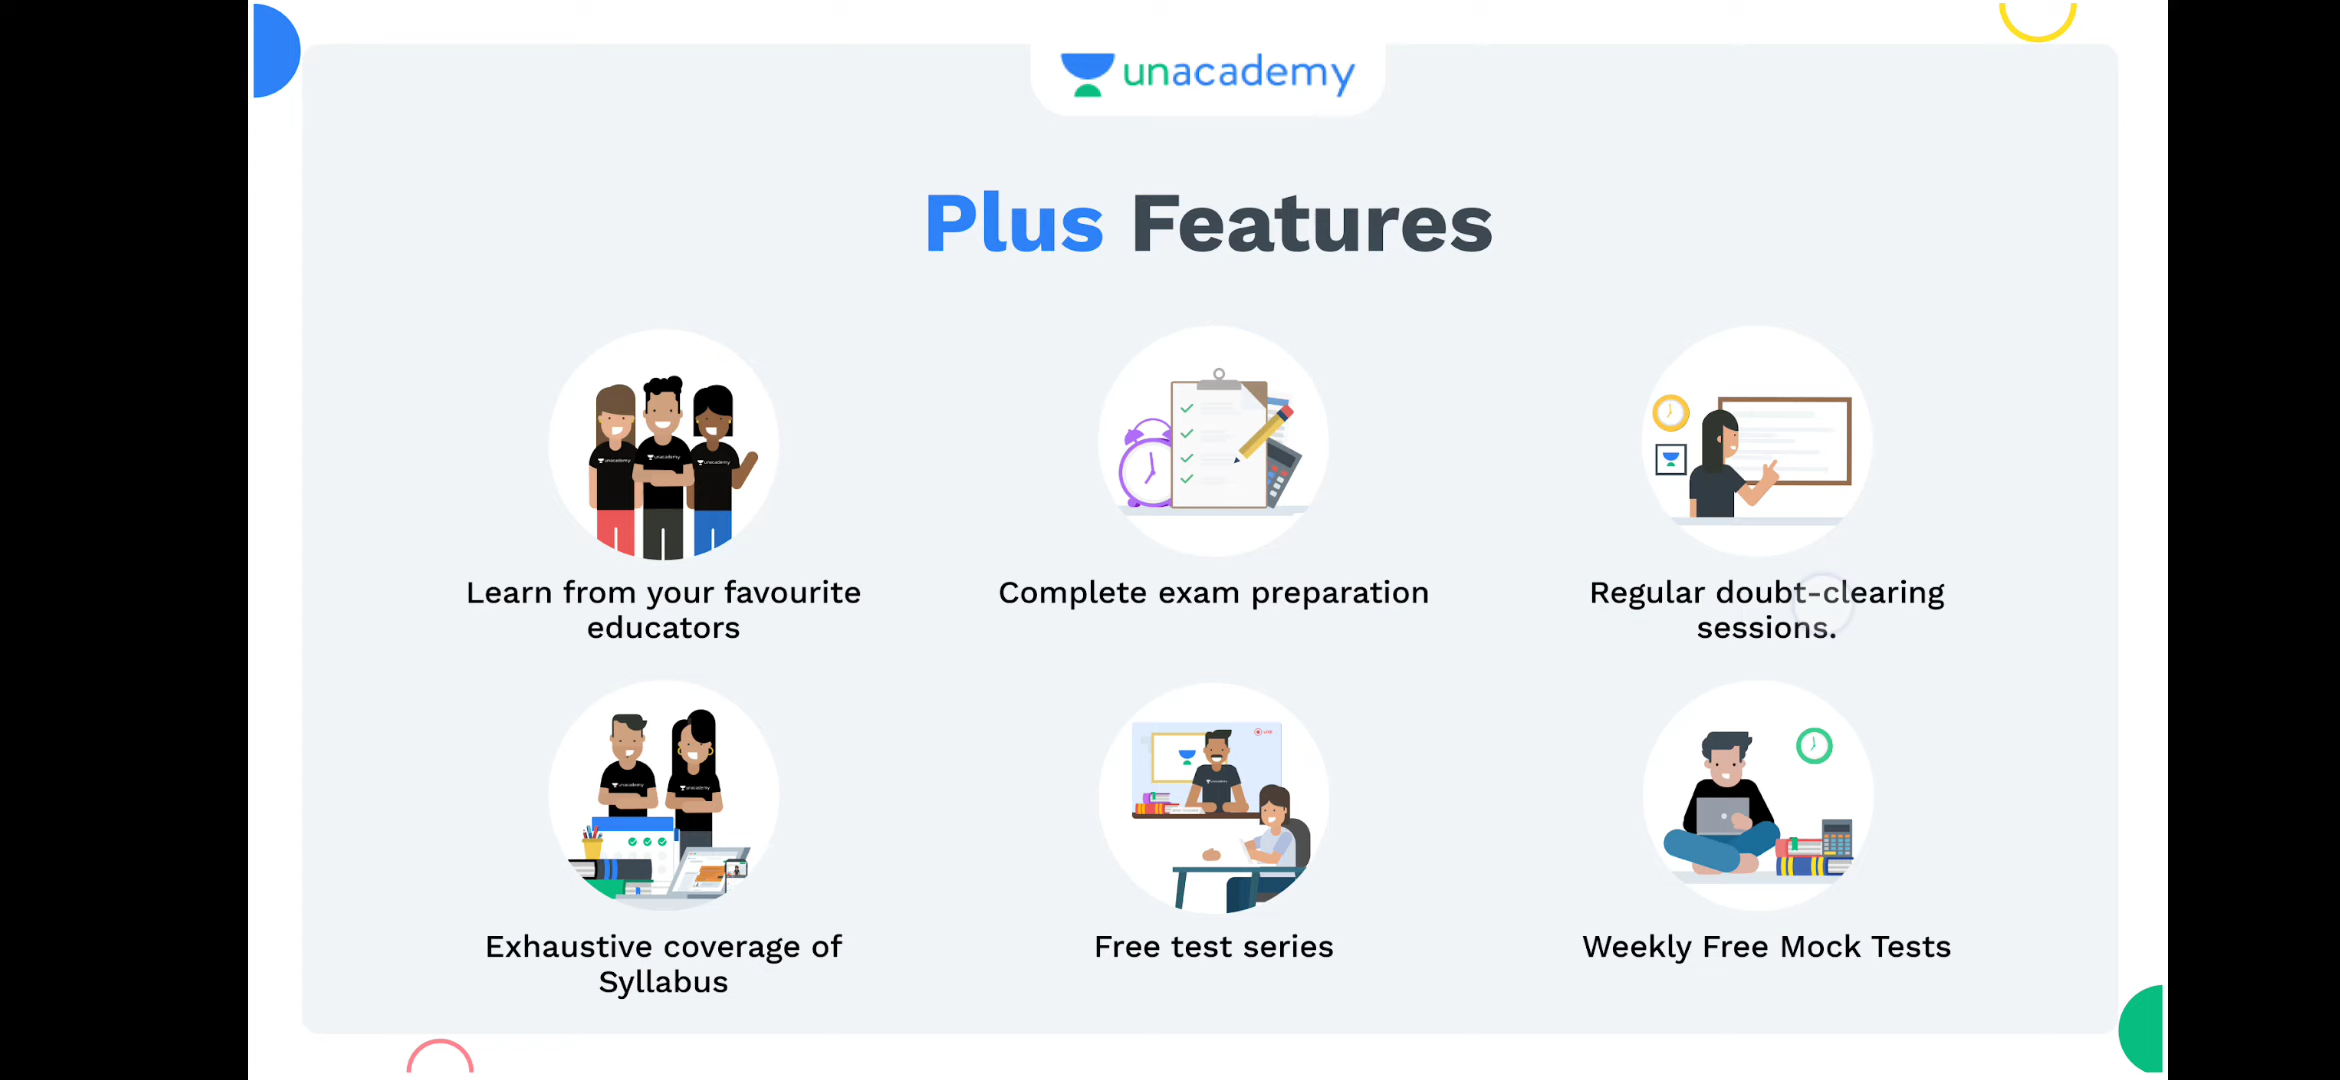 unacademy
Plus Features
Learn from your favourite
educators
Complete exam preparation
Regular doubt-clearing
sessions.
Exhaustive coverage of
Syllabus
Free test series
Weekly Free Mock Tests